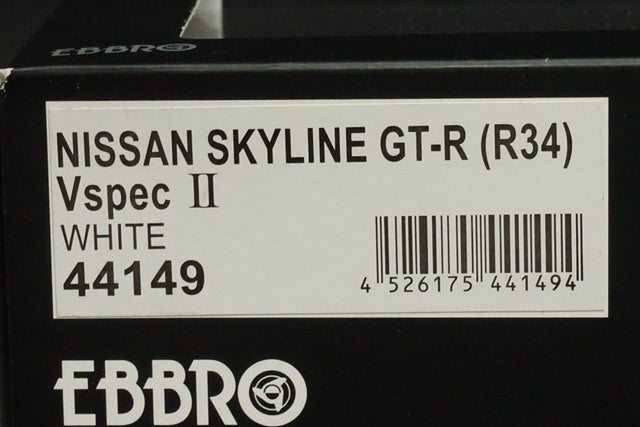 EBBRO
NISSAN SKYLINE GT-R (R34)
Vspec II
WHITE
44149
4 526175 441494
EBBRO